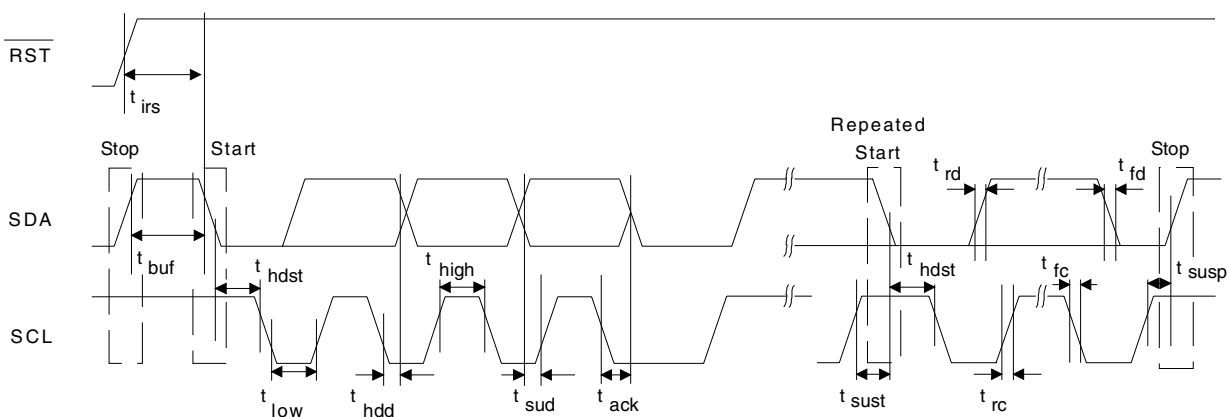 RST
t irs
Repeated
Stop
Start
Start
Stop
t rd
t fd
SDA
t buf
t hdst
t high
t hdst
t fc
t susp
SCL
t low
t hdd
t sud
t ack
t sust
t rc